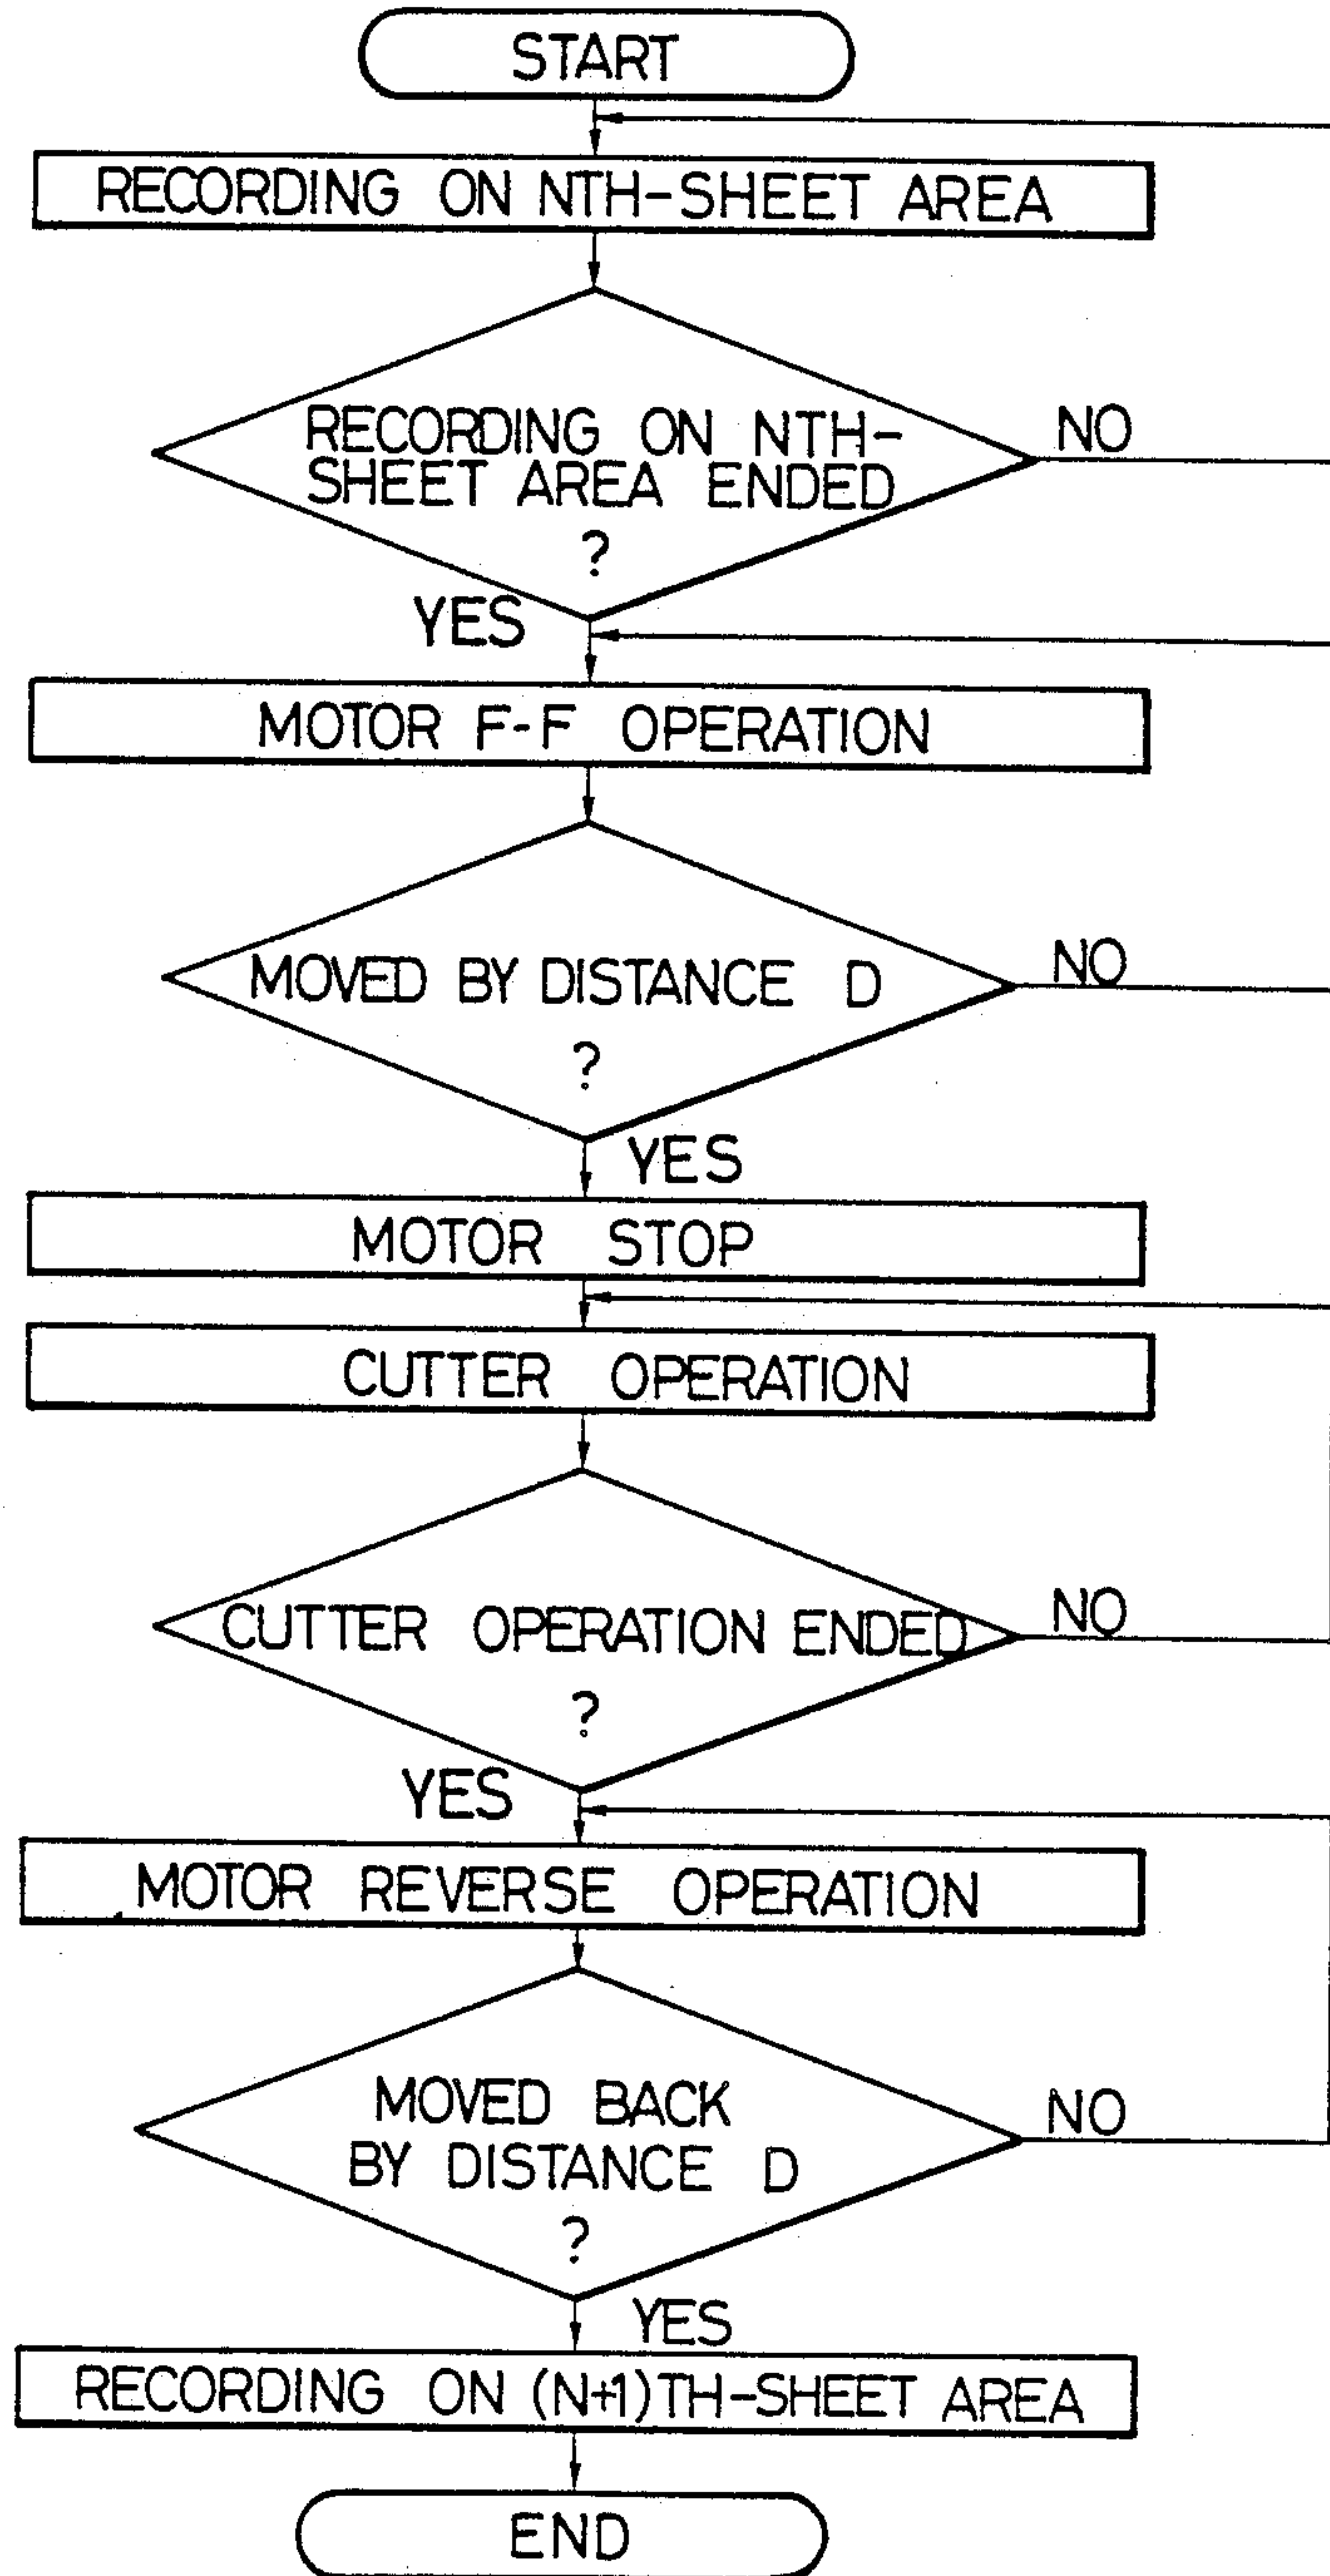 START
RECORDING ON NTH-SHEET AREA
RECORDING ON NTH-
SHEET AREA ENDED
?
NO
YES
MOTOR F-F OPERATION
MOVED BY DISTANCE D
?
NO
YES
MOTOR STOP
CUTTER OPERATION
CUTTER OPERATION ENDED
?
NO
YES
MOTOR REVERSE OPERATION
MOVED BACK
BY DISTANCE D
?
NO
YES
RECORDING ON (N+1)TH-SHEET AREA
END